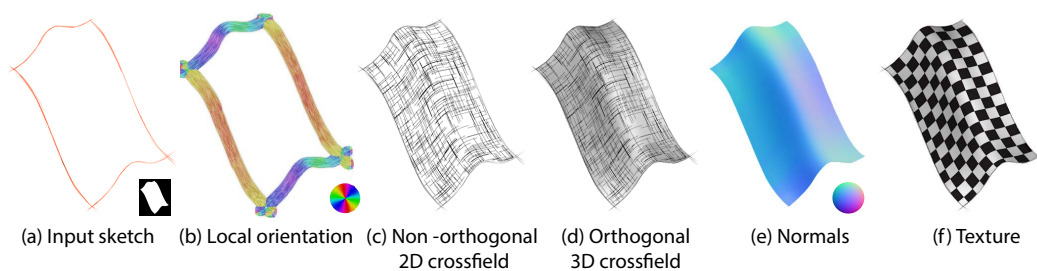 (a) Input sketch
(b) Local orientation
(c) Non -orthogonal
2D crossfield
(d) Orthogonal
3D crossfield
(e) Normals
(f) Texture